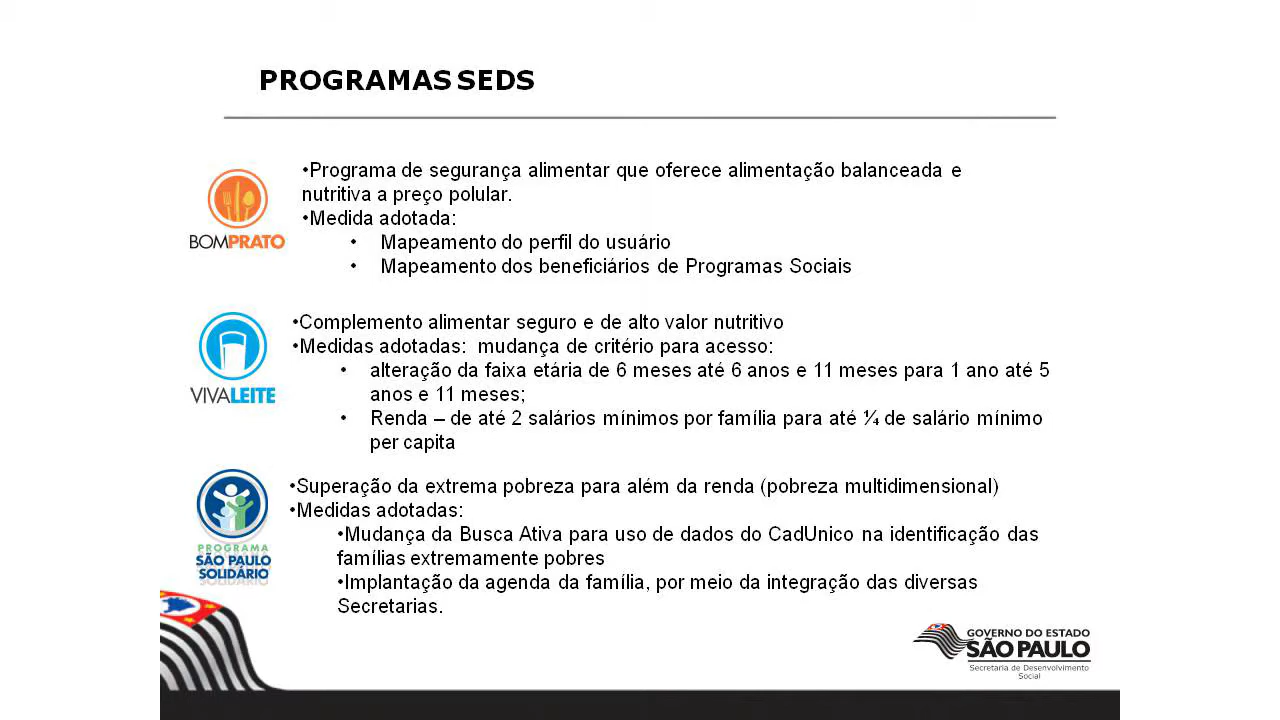 PROGRAMAS SEDS
•Programa de segurança alimentar que oferece alimentação balanceada e
nutritiva a preço polular.
•Medida adotada:
• Mapeamento do perfil do usuário
• Mapeamento dos beneficiários de Programas Sociais
BOMPRATO
•Complemento alimentar seguro e de alto valor nutritivo
•Medidas adotadas: mudança de critério para acesso:
• alteração da faixa etária de 6 meses até 6 anos e 11 meses para 1 ano até 5
anos e 11 meses;
• Renda – de até 2 salários mínimos por família para até ¼ de salário mínimo
per capita
VIVALEITE
•Superação da extrema pobreza para além da renda (pobreza multidimensional)
•Medidas adotadas:
•Mudança da Busca Ativa para uso de dados do CadUnico na identificação das
famílias extremamente pobres
•Implantação da agenda da família, por meio da integração das diversas
Secretarias.
PROGRAMA
SÃO PAULO
SOLIDÁRIO
GOVERNO DO ESTADO
SÃO PAULO
Secretaria de Desenvolvimento
Social